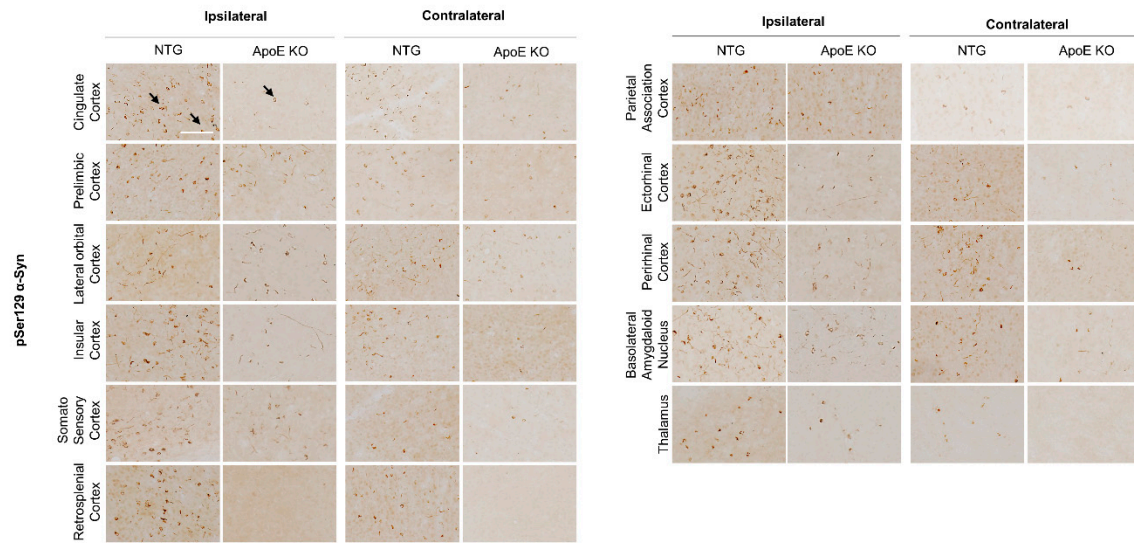 Ipsilateral
Contralateral
NTG
ApoE KO
NTG
ApoE KO
pSer129 α-Syn
Cingulate
Cortex
Prelimbic
Cortex
Lateral orbital
Cortex
Insular
Cortex
Somato
Sensory
Cortex
Retrosplenial
Cortex
Ipsilateral
Contralateral
NTG
ApoE KO
NTG
ApoE KO
Parietal
Association
Cortex
Ectorhinal
Cortex
Perirhinal
Cortex
Basolateral
Amygdaloid
Nucleus
Thalamus